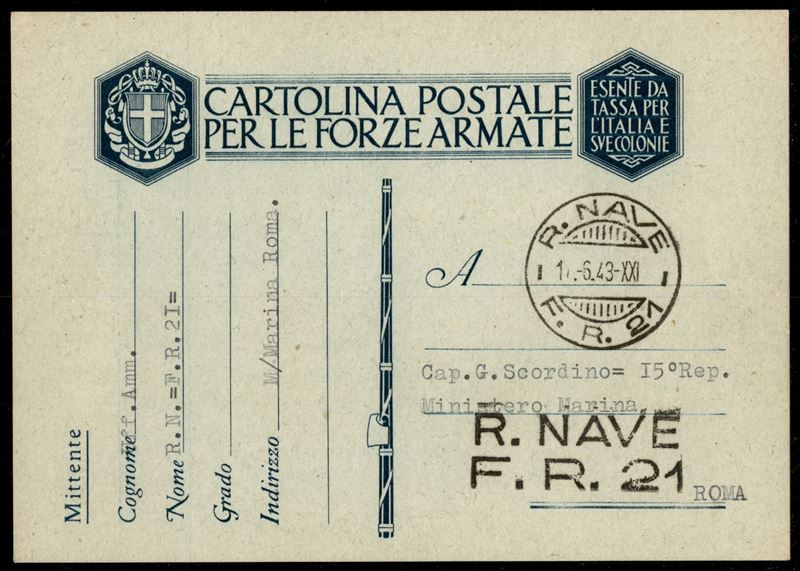 CARTOLINA POSTALE
PER LE FORZE ARMATE
ESENTE DA
TASSA PER
L'ITALIA E
SVE COLONIE
Mittente
Cognome Uff. Amm.
Nome R.N.=F.R.2I=
Grado
Indirizzo M/Marina Roma.
A
R. NAVE
-6.43-XXI
F. R. 21
Cap.G.Scordino= I5°Rep.
Ministero Marina.
R. NAVE
F. R. 21
ROMA